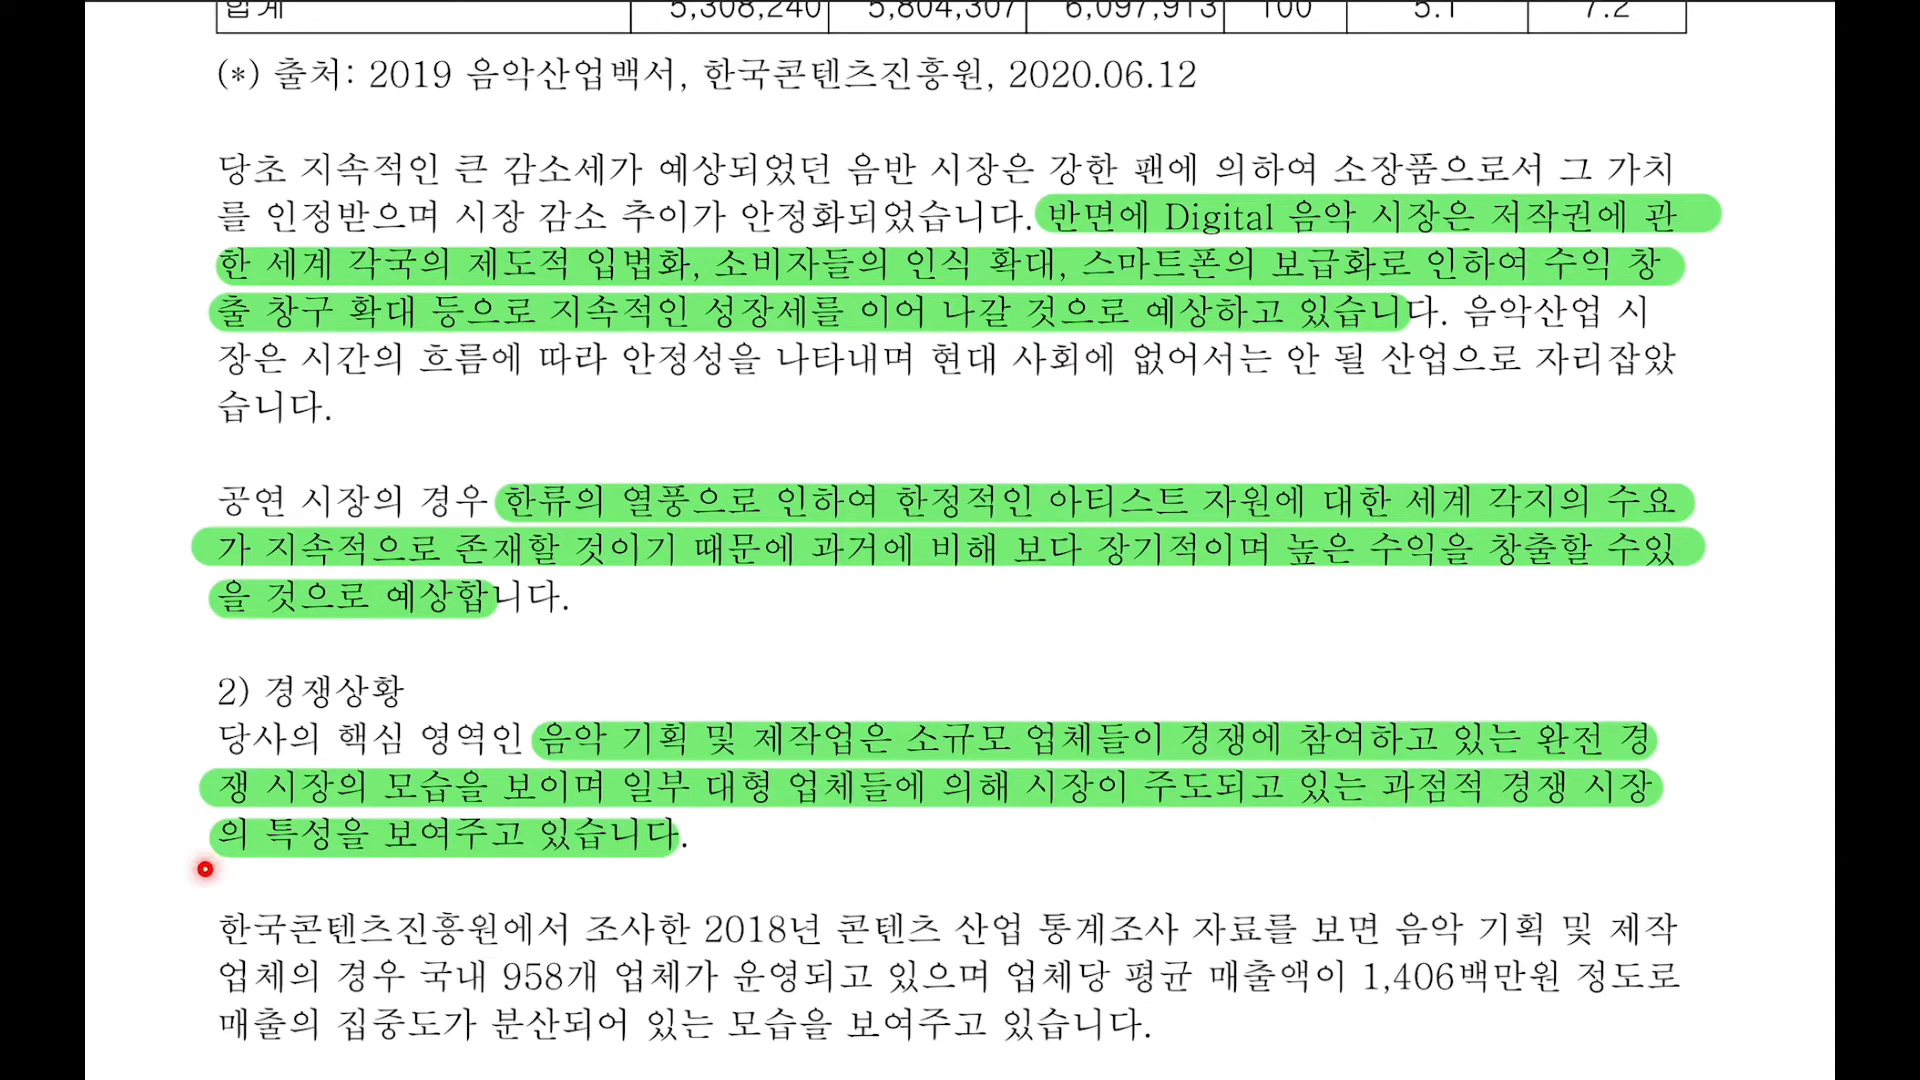 합계 5,308,240 5,804,307 6,097,913 100 5.1 7.2
(*) 출처: 2019 음악산업백서, 한국콘텐츠진흥원, 2020.06.12
당초 지속적인 큰 감소세가 예상되었던 음반 시장은 강한 팬에 의하여 소장품으로서 그 가치
를 인정받으며 시장 감소 추이가 안정화되었습니다. 반면에 Digital 음악 시장은 저작권에 관
한 세계 각국의 제도적 입법화, 소비자들의 인식 확대, 스마트폰의 보급화로 인하여 수익 창
출 창구 확대 등으로 지속적인 성장세를 이어 나갈 것으로 예상하고 있습니다. 음악산업 시
장은 시간의 흐름에 따라 안정성을 나타내며 현대 사회에 없어서는 안 될 산업으로 자리잡았
습니다.
공연 시장의 경우 한류의 열풍으로 인하여 한정적인 아티스트 자원에 대한 세계 각지의 수요
가 지속적으로 존재할 것이기 때문에 과거에 비해 보다 장기적이며 높은 수익을 창출할 수있
을 것으로 예상합니다.
2) 경쟁상황
당사의 핵심 영역인 음악 기획 및 제작업은 소규모 업체들이 경쟁에 참여하고 있는 완전 경
쟁 시장의 모습을 보이며 일부 대형 업체들에 의해 시장이 주도되고 있는 과점적 경쟁 시장
의 특성을 보여주고 있습니다.
한국콘텐츠진흥원에서 조사한 2018년 콘텐츠 산업 통계조사 자료를 보면 음악 기획 및 제작
업체의 경우 국내 958개 업체가 운영되고 있으며 업체당 평균 매출액이 1,406백만원 정도로
매출의 집중도가 분산되어 있는 모습을 보여주고 있습니다.